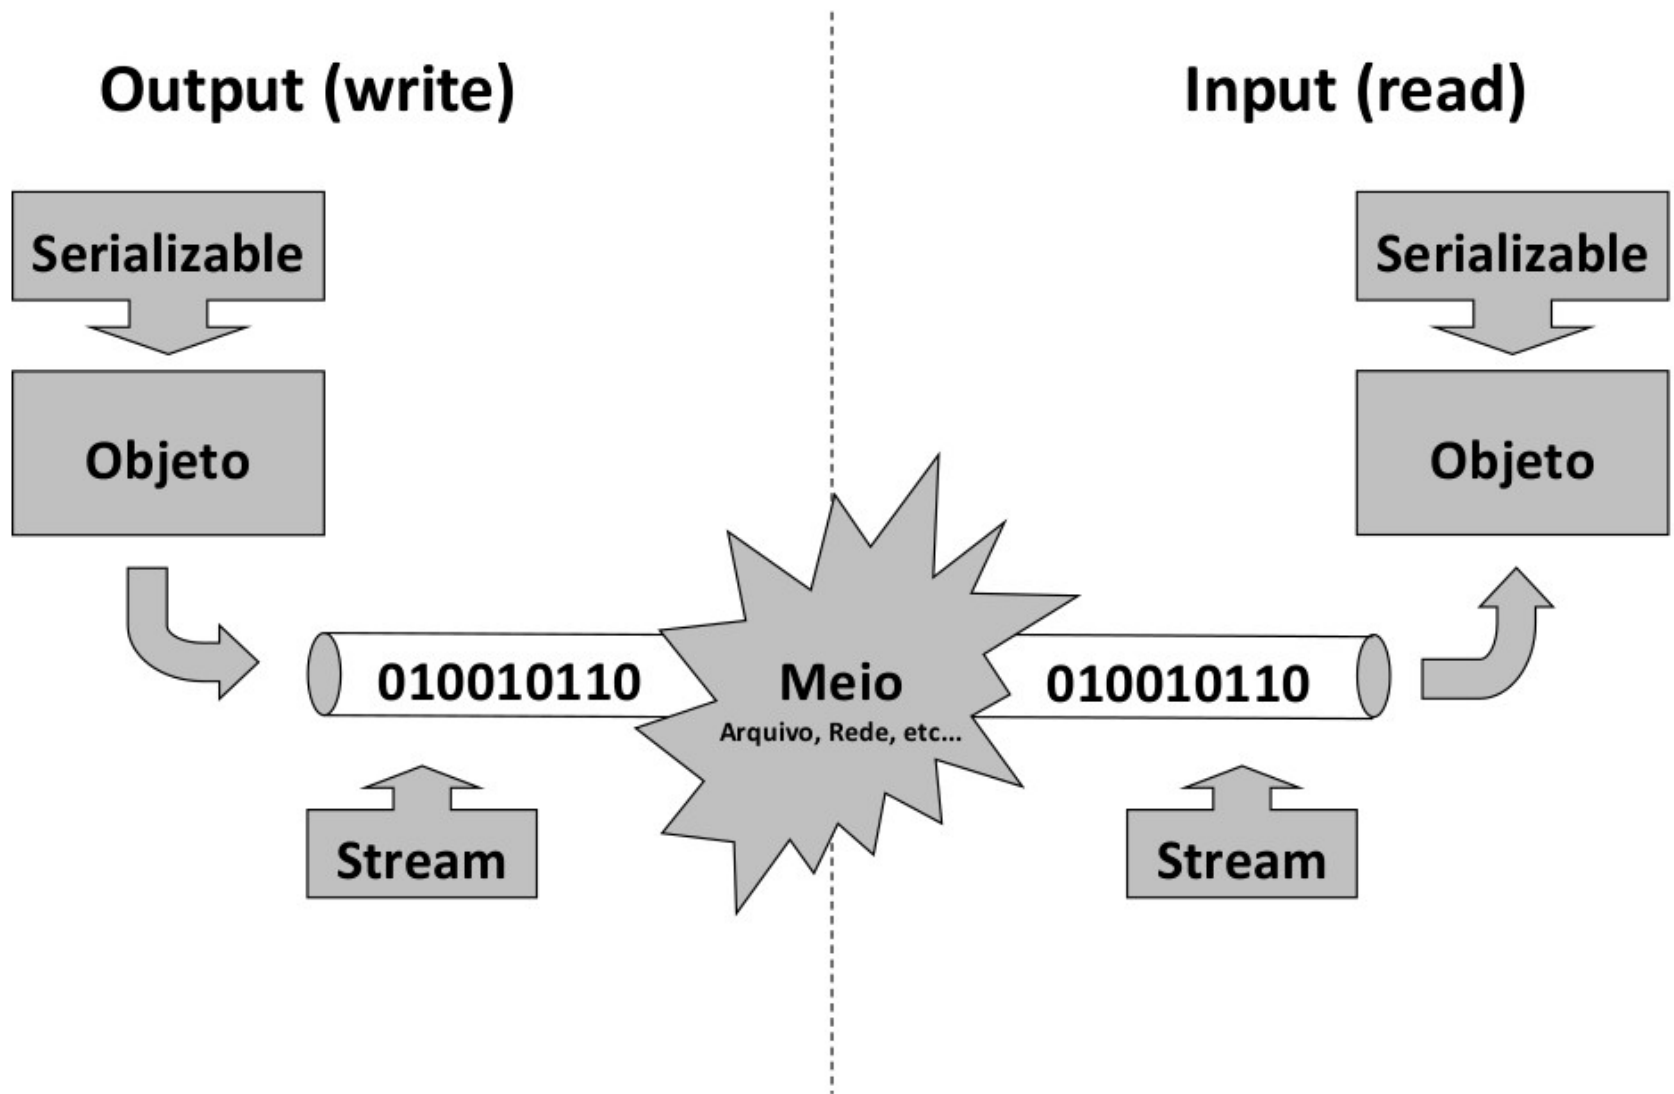 Output (write)
Input (read)
Serializable
Serializable
Objeto
Objeto
010010110
Meio
010010110
Arquivo, Rede, etc...
Stream
Stream